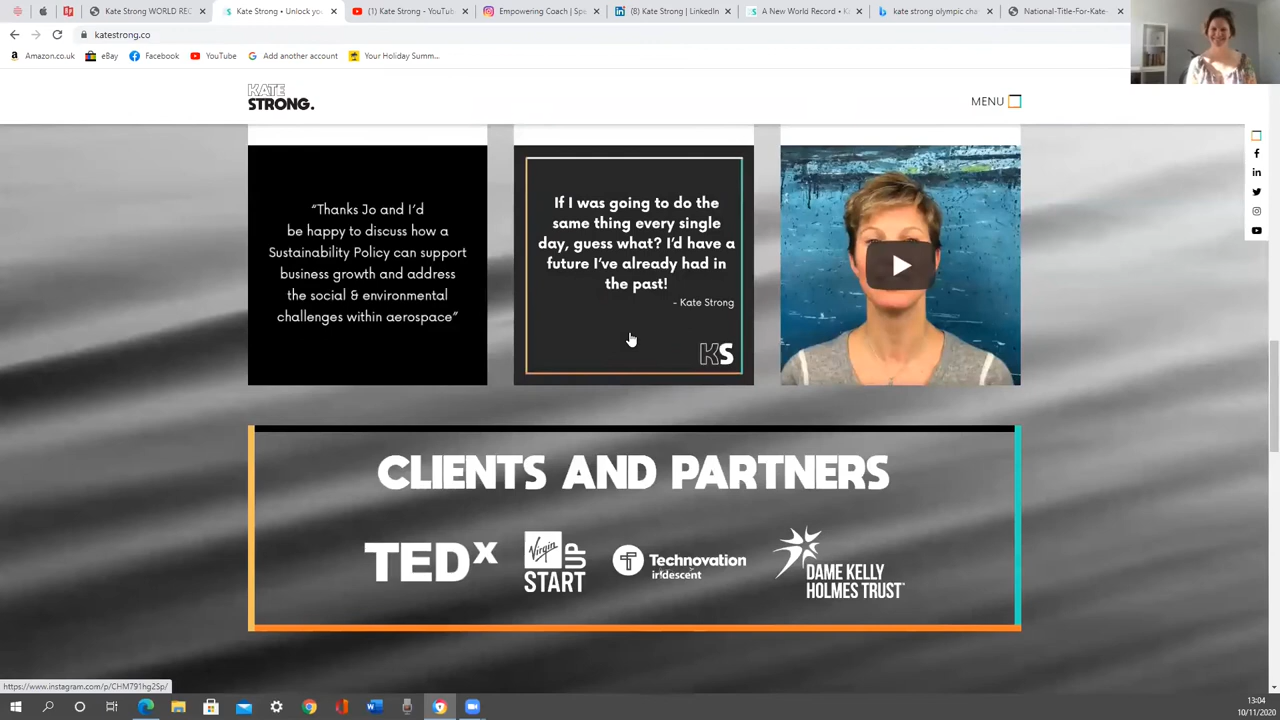 Kate Strong WORLD REC
Kate Strong • Unlock yo
(1) Kate Strong - YouTub
Empowering Coach | Spe
(8) Kate Strong | LinkedIn
A New World Record • K
kate strong olympic cha
National-Title-For-Kate-
katestrong.co
Amazon.co.uk
eBay
Facebook
YouTube
Add another account
Your Holiday Summ...
KATE
STRONG.
MENU
“Thanks Jo and I’d
be happy to discuss how a
Sustainability Policy can support
business growth and address
the social & environmental
challenges within aerospace”
If I was going to do the
same thing every single
day, guess what? I’d have a
future I’ve already had in
the past!
- Kate Strong
KS
CLIENTS AND PARTNERS
TEDx
Virgin
START
UP
Technovation
iridescent
DAME KELLY
HOLMES TRUST
https://www.instagram.com/p/CHM791hg2Sp/
13:04
10/11/2020